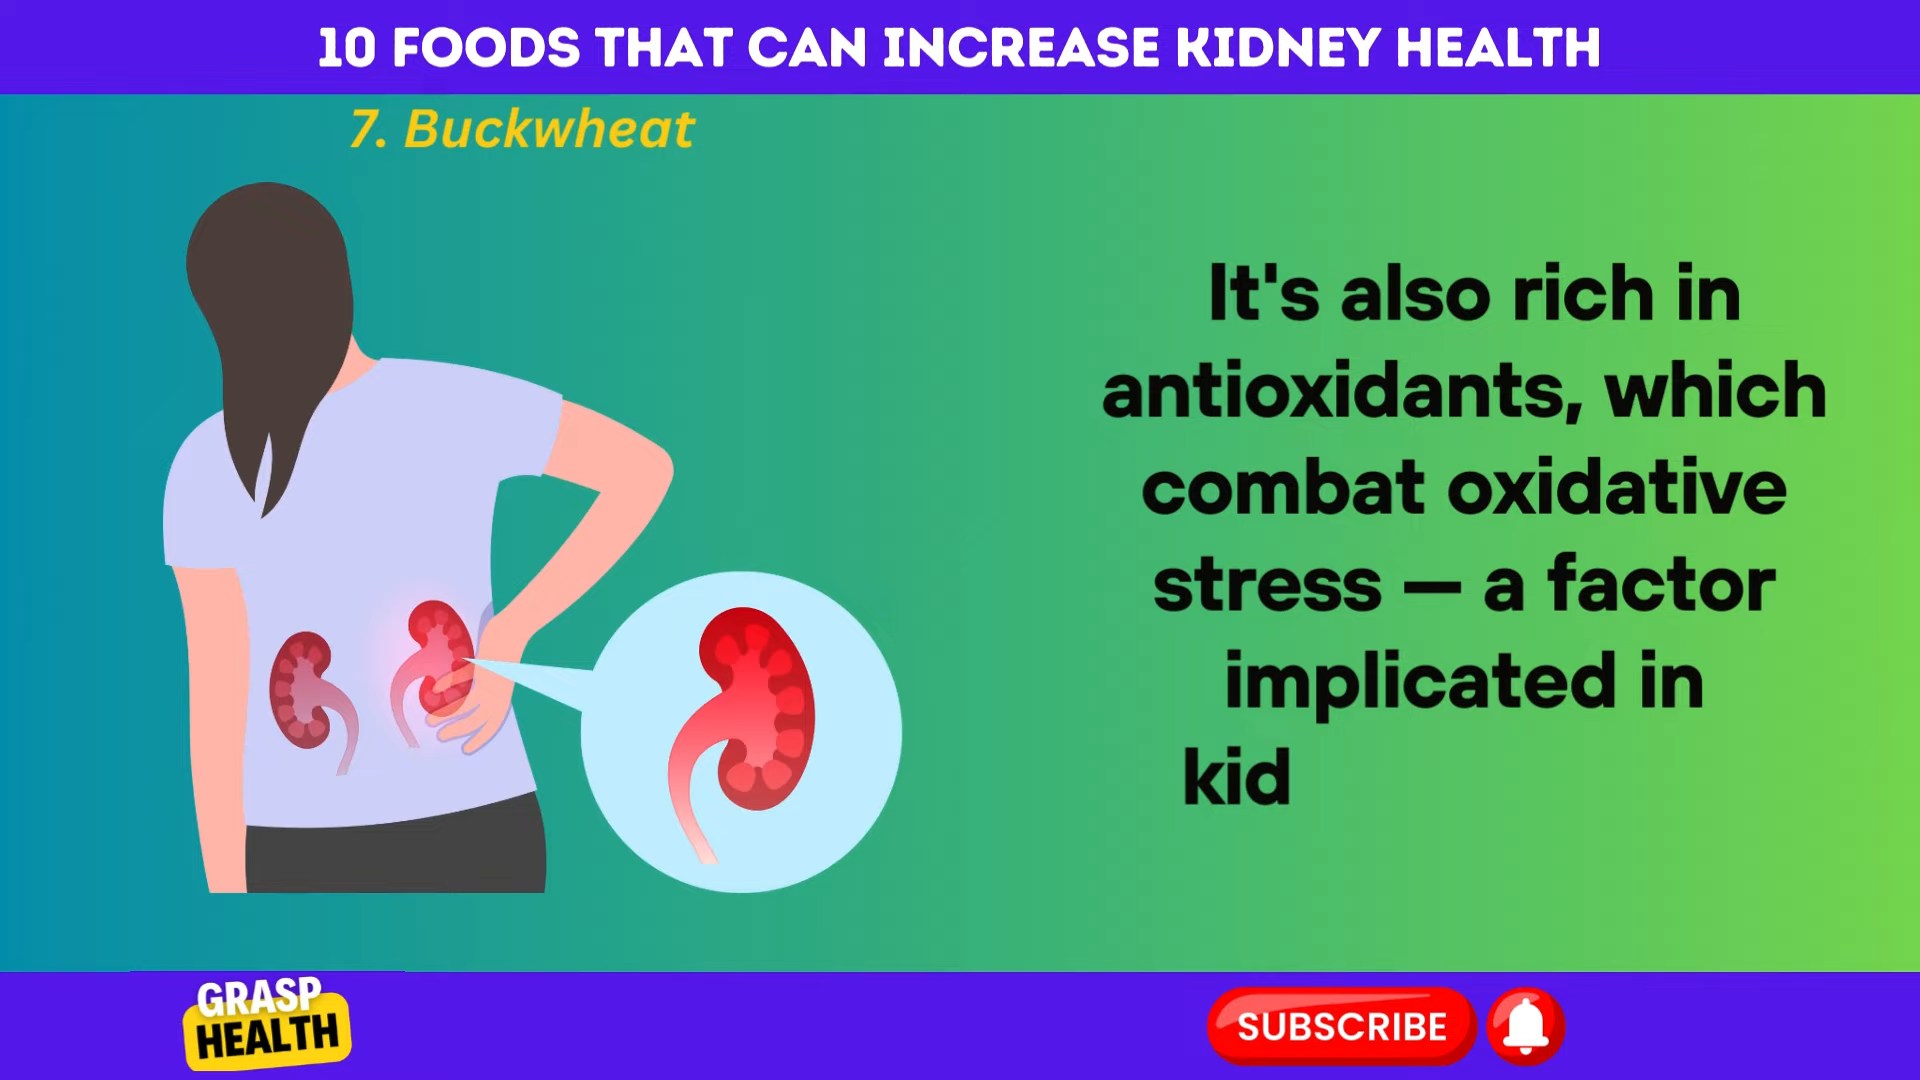 10 FOODS THAT CAN INCREASE KIDNEY HEALTH
7. Buckwheat
It's also rich in
antioxidants, which
combat oxidative
stress — a factor
implicated in
kid
GRASP
HEALTH
SUBSCRIBE